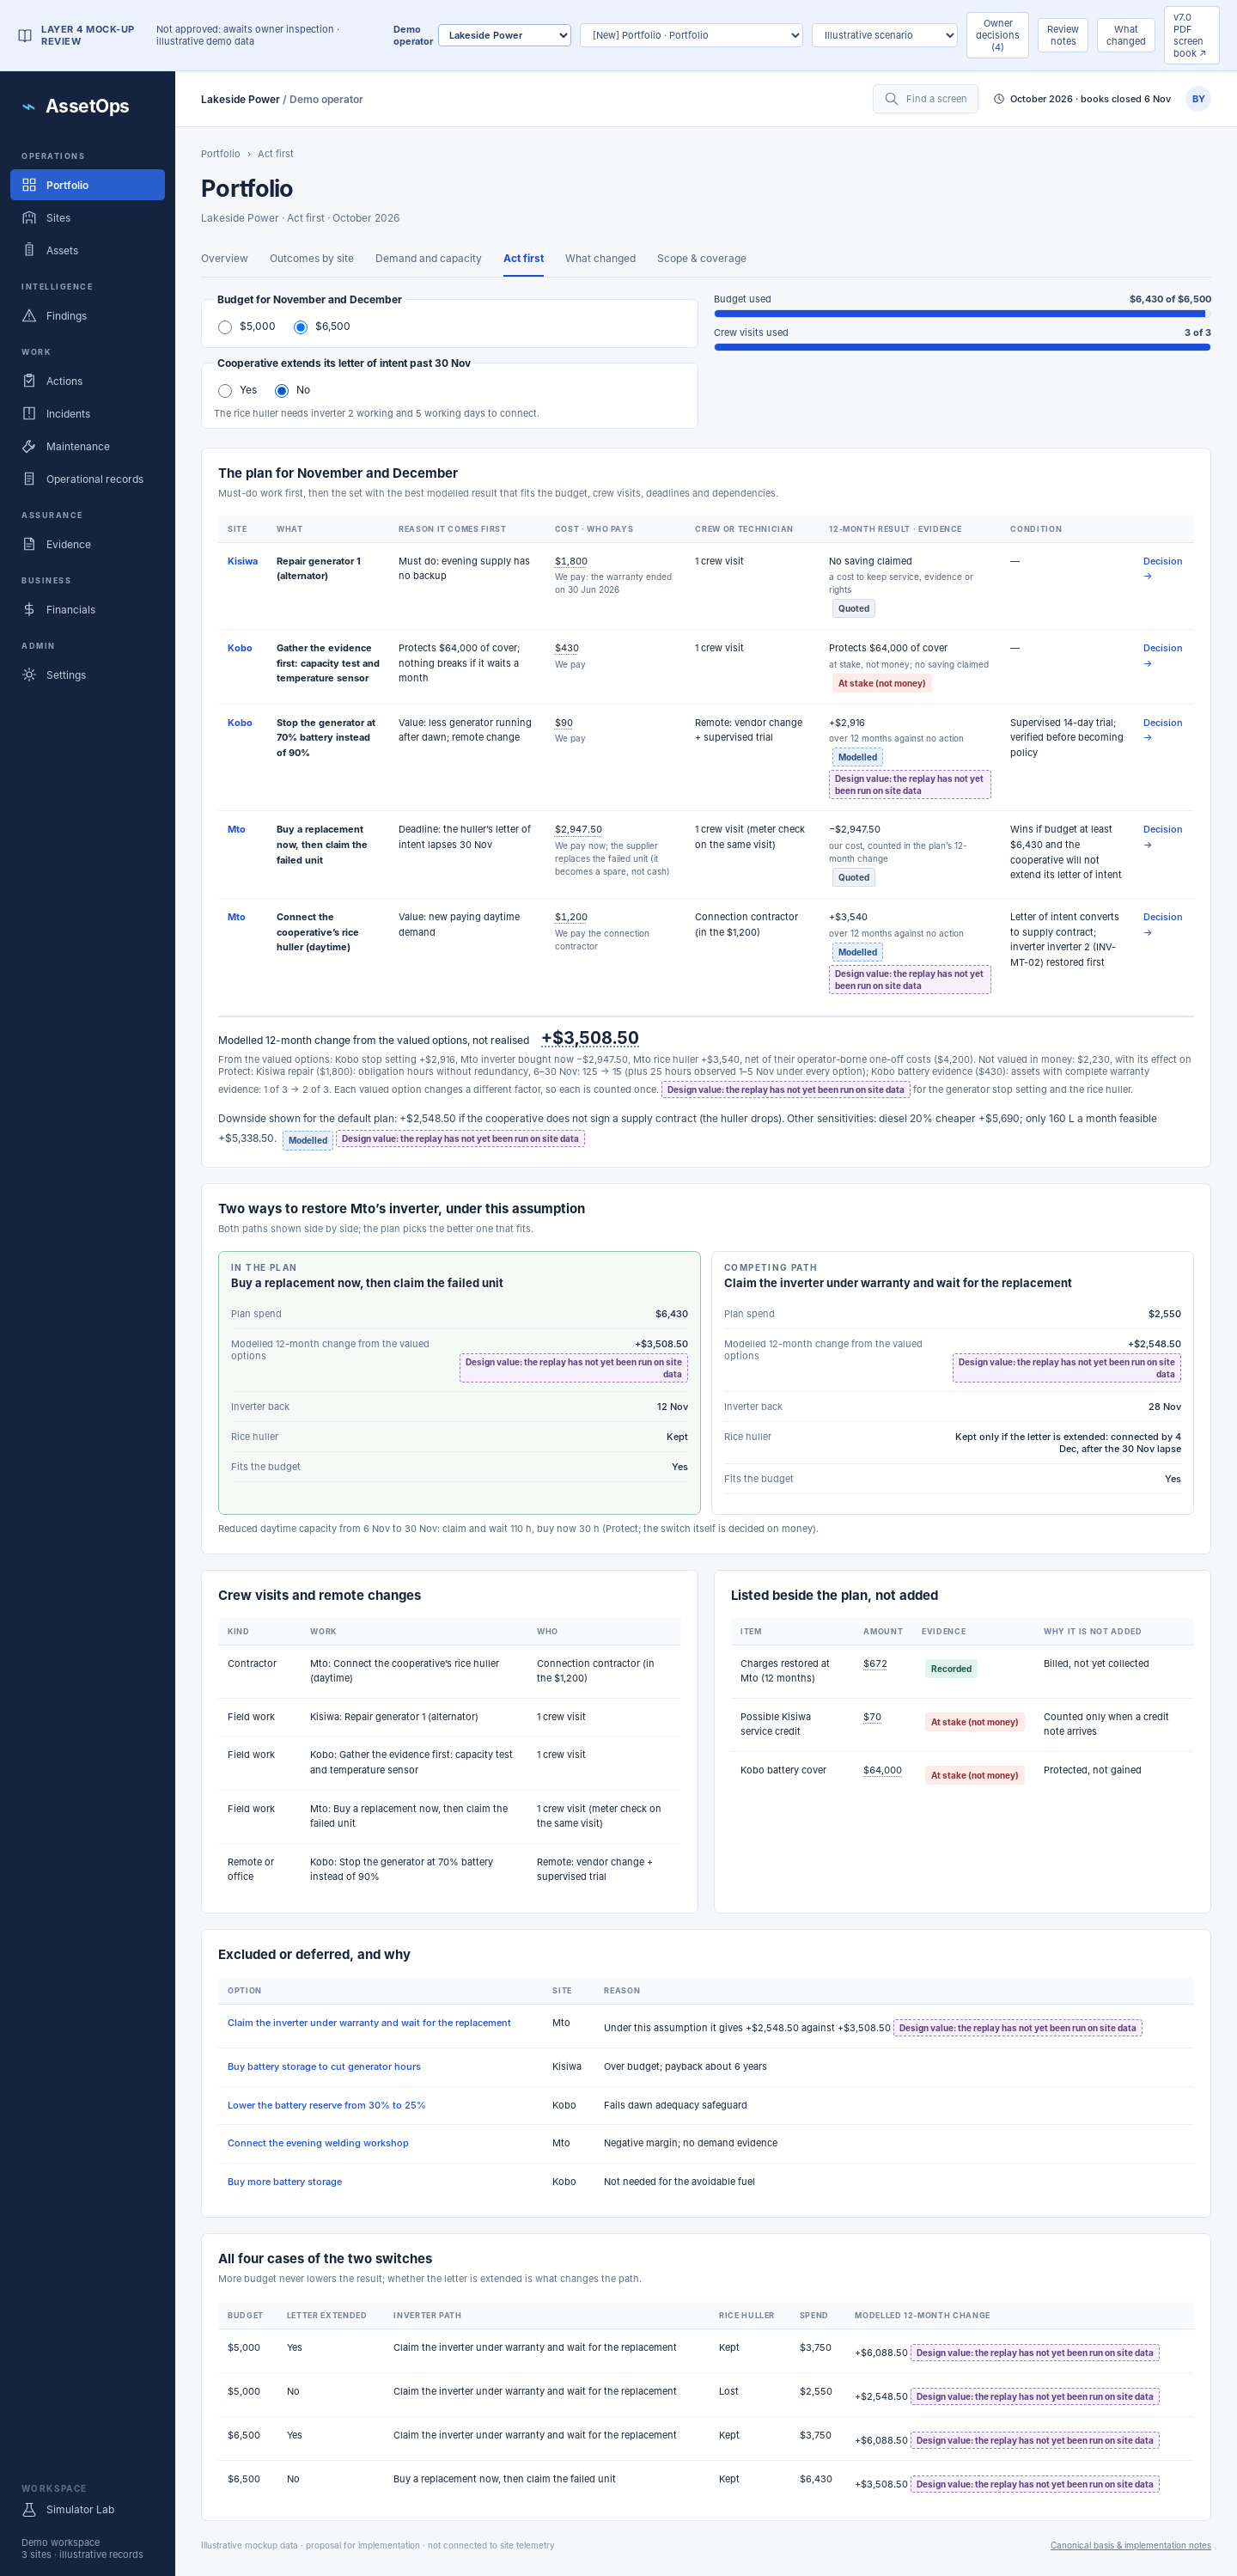 LAYER 4 MOCK-UP
REVIEW
Not approved: awaits owner inspection ·
illustrative demo data
Demo
operator
Lakeside Power
[New] Portfolio · Portfolio
Illustrative scenario
Owner
decisions
(4)
Review
notes
What
changed
v7.0
PDF
screen
book ↗
AssetOps
OPERATIONS
Portfolio
Sites
Assets
INTELLIGENCE
Findings
WORK
Actions
Incidents
Maintenance
Operational records
ASSURANCE
Evidence
BUSINESS
Financials
ADMIN
Settings
WORKSPACE
Simulator Lab
Demo workspace
3 sites · illustrative records
Lakeside Power / Demo operator
Find a screen
October 2026 · books closed 6 Nov
BY
Portfolio › Act first
Portfolio
Lakeside Power · Act first · October 2026
Overview
Outcomes by site
Demand and capacity
Act first
What changed
Scope & coverage
Budget for November and December
$5,000
$6,500
Cooperative extends its letter of intent past 30 Nov
Yes
No
The rice huller needs inverter 2 working and 5 working days to connect.
Budget used
$6,430 of $6,500
Crew visits used
3 of 3
The plan for November and December
Must-do work first, then the set with the best modelled result that fits the budget, crew visits, deadlines and dependencies.
SITE
WHAT
REASON IT COMES FIRST
COST · WHO PAYS
CREW OR TECHNICIAN
12-MONTH RESULT · EVIDENCE
CONDITION
Kisiwa
Repair generator 1
(alternator)
Must do: evening supply has
no backup
$1,800
We pay: the warranty ended
on 30 Jun 2026
1 crew visit
No saving claimed
a cost to keep service, evidence or
rights
Quoted
—
Decision
→
Kobo
Gather the evidence
first: capacity test and
temperature sensor
Protects $64,000 of cover;
nothing breaks if it waits a
month
$430
We pay
1 crew visit
Protects $64,000 of cover
at stake, not money; no saving claimed
At stake (not money)
—
Decision
→
Kobo
Stop the generator at
70% battery instead
of 90%
Value: less generator running
after dawn; remote change
$90
We pay
Remote: vendor change
+ supervised trial
+$2,916
over 12 months against no action
Modelled
Design value: the replay has not yet
been run on site data
Supervised 14-day trial;
verified before becoming
policy
Decision
→
Mto
Buy a replacement
now, then claim the
failed unit
Deadline: the huller's letter of
intent lapses 30 Nov
$2,947.50
We pay now; the supplier
replaces the failed unit (it
becomes a spare, not cash)
1 crew visit (meter check
on the same visit)
−$2,947.50
our cost, counted in the plan's 12-
month change
Quoted
Wins if budget at least
$6,430 and the
cooperative will not
extend its letter of intent
Decision
→
Mto
Connect the
cooperative's rice
huller (daytime)
Value: new paying daytime
demand
$1,200
We pay the connection
contractor
Connection contractor
(in the $1,200)
+$3,540
over 12 months against no action
Modelled
Design value: the replay has not yet
been run on site data
Letter of intent converts
to supply contract;
inverter inverter 2 (INV-
MT-02) restored first
Decision
→
Modelled 12-month change from the valued options, not realised +$3,508.50
From the valued options: Kobo stop setting +$2,916, Mto inverter bought now −$2,947.50, Mto rice huller +$3,540, net of their operator-borne one-off costs ($4,200). Not valued in money: $2,230, with its effect on
Protect: Kisiwa repair ($1,800): obligation hours without redundancy, 6–30 Nov: 125 → 15 (plus 25 hours observed 1–5 Nov under every option); Kobo battery evidence ($430): assets with complete warranty
evidence: 1 of 3 → 2 of 3. Each valued option changes a different factor, so each is counted once. Design value: the replay has not yet been run on site data for the generator stop setting and the rice huller.
Downside shown for the default plan: +$2,548.50 if the cooperative does not sign a supply contract (the huller drops). Other sensitivities: diesel 20% cheaper +$5,690; only 160 L a month feasible
+$5,338.50. Modelled Design value: the replay has not yet been run on site data
Two ways to restore Mto's inverter, under this assumption
Both paths shown side by side; the plan picks the better one that fits.
IN THE PLAN
Buy a replacement now, then claim the failed unit
Plan spend
$6,430
Modelled 12-month change from the valued
options
+$3,508.50
Design value: the replay has not yet been run on site
data
Inverter back
12 Nov
Rice huller
Kept
Fits the budget
Yes
COMPETING PATH
Claim the inverter under warranty and wait for the replacement
Plan spend
$2,550
Modelled 12-month change from the valued
options
+$2,548.50
Design value: the replay has not yet been run on site
data
Inverter back
28 Nov
Rice huller
Kept only if the letter is extended: connected by 4
Dec, after the 30 Nov lapse
Fits the budget
Yes
Reduced daytime capacity from 6 Nov to 30 Nov: claim and wait 110 h, buy now 30 h (Protect; the switch itself is decided on money).
Crew visits and remote changes
KIND
WORK
WHO
Contractor
Mto: Connect the cooperative's rice huller
(daytime)
Connection contractor (in
the $1,200)
Field work
Kisiwa: Repair generator 1 (alternator)
1 crew visit
Field work
Kobo: Gather the evidence first: capacity test
and temperature sensor
1 crew visit
Field work
Mto: Buy a replacement now, then claim the
failed unit
1 crew visit (meter check on
the same visit)
Remote or
office
Kobo: Stop the generator at 70% battery
instead of 90%
Remote: vendor change +
supervised trial
Listed beside the plan, not added
ITEM
AMOUNT
EVIDENCE
WHY IT IS NOT ADDED
Charges restored at
Mto (12 months)
$672
Recorded
Billed, not yet collected
Possible Kisiwa
service credit
$70
At stake (not money)
Counted only when a credit
note arrives
Kobo battery cover
$64,000
At stake (not money)
Protected, not gained
Excluded or deferred, and why
OPTION
SITE
REASON
Claim the inverter under warranty and wait for the replacement
Mto
Under this assumption it gives +$2,548.50 against +$3,508.50 Design value: the replay has not yet been run on site data
Buy battery storage to cut generator hours
Kisiwa
Over budget; payback about 6 years
Lower the battery reserve from 30% to 25%
Kobo
Fails dawn adequacy safeguard
Connect the evening welding workshop
Mto
Negative margin; no demand evidence
Buy more battery storage
Kobo
Not needed for the avoidable fuel
All four cases of the two switches
More budget never lowers the result; whether the letter is extended is what changes the path.
BUDGET
LETTER EXTENDED
INVERTER PATH
RICE HULLER
SPEND
MODELLED 12-MONTH CHANGE
$5,000
Yes
Claim the inverter under warranty and wait for the replacement
Kept
$3,750
+$6,088.50 Design value: the replay has not yet been run on site data
$5,000
No
Claim the inverter under warranty and wait for the replacement
Lost
$2,550
+$2,548.50 Design value: the replay has not yet been run on site data
$6,500
Yes
Claim the inverter under warranty and wait for the replacement
Kept
$3,750
+$6,088.50 Design value: the replay has not yet been run on site data
$6,500
No
Buy a replacement now, then claim the failed unit
Kept
$6,430
+$3,508.50 Design value: the replay has not yet been run on site data
Illustrative mockup data · proposal for implementation · not connected to site telemetry
Canonical basis & implementation notes